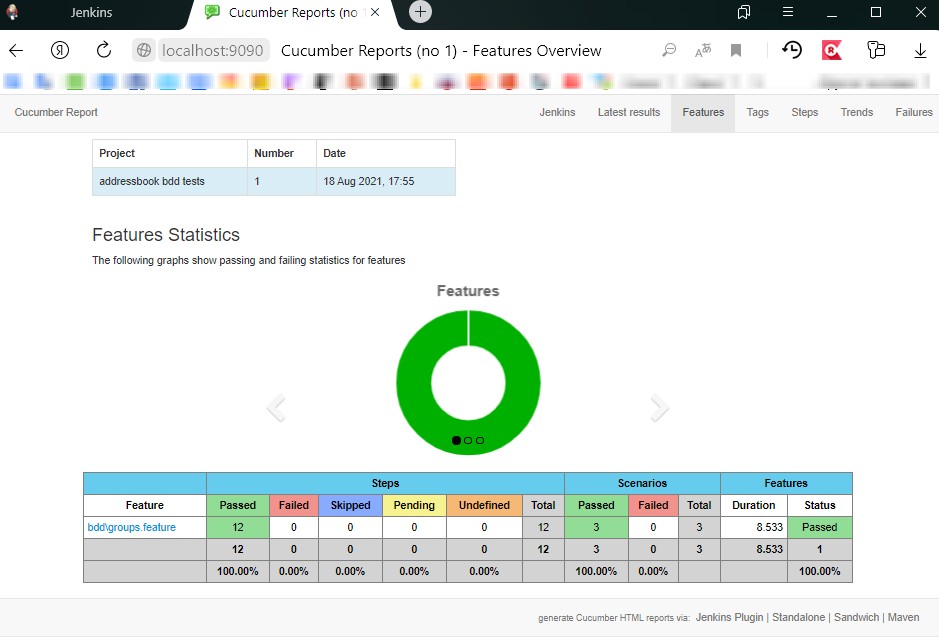 Jenkins
Cucumber Reports (no
localhost:9090 Cucumber Reports (no 1) - Features Overview
Cucumber Report Jenkins Latest results Features Tags Steps Trends Failures
Project Number Date
addressbook bdd tests 1 18 Aug 2021, 17:55
Features Statistics
The following graphs show passing and failing statistics for features
Features
Steps Scenarios Features
Feature Passed Failed Skipped Pending Undefined Total Passed Failed Total Duration Status
bdd\groups.feature 12 0 0 0 0 12 3 0 3 8.533 Passed
12 0 0 0 0 12 3 0 3 8.533 1
100.00% 0.00% 0.00% 0.00% 0.00% 100.00% 0.00% 100.00%
generate Cucumber HTML reports via: Jenkins Plugin | Standalone | Sandwich | Maven